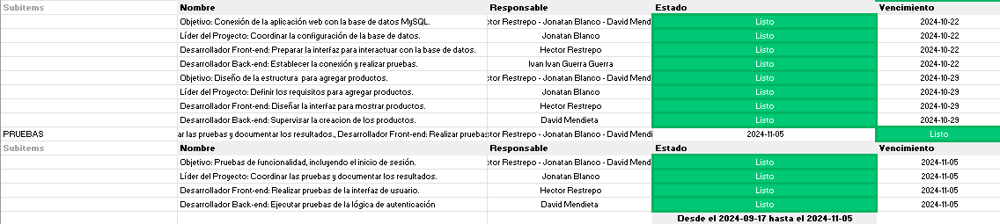 Subitems Nombre Responsable Estado Vencimiento
Objetivo: Conexión de la aplicación web con la base de datos MySQL. ctor Restrepo - Jonatan Blanco - David Mend Listo 2024-10-22
Líder del Proyecto: Coordinar la configuración de la base de datos. Jonatan Blanco Listo 2024-10-22
Desarrollador Front-end: Preparar la interfaz para interactuar con la base de datos. Hector Restrepo Listo 2024-10-22
Desarrollador Back-end: Establecer la conexión y realizar pruebas. Ivan Ivan Guerra Guerra Listo 2024-10-22
Objetivo: Diseño de la estructura para agregar productos. ctor Restrepo - Jonatan Blanco - David Mend Listo 2024-10-29
Líder del Proyecto: Definir los requisitos para agregar productos. Jonatan Blanco Listo 2024-10-29
Desarrollador Front-end: Diseñar la interfaz para mostrar productos. Hector Restrepo Listo 2024-10-29
Desarrollador Back-end: Supervisar la creacion de los productos. David Mendieta Listo 2024-10-29
PRUEBAS ar las pruebas y documentar los resultados., Desarrollador Front-end: Realizar pruebas ctor Restrepo - Jonatan Blanco - David Mendi 2024-11-05 Listo
Subitems Nombre Responsable Estado Vencimiento
Objetivo: Pruebas de funcionalidad, incluyendo el inicio de sesión. ctor Restrepo - Jonatan Blanco - David Mend Listo 2024-11-05
Líder del Proyecto: Coordinar las pruebas y documentar los resultados. Jonatan Blanco Listo 2024-11-05
Desarrollador Front-end: Realizar pruebas de la interfaz de usuario. Hector Restrepo Listo 2024-11-05
Desarrollador Back-end: Ejecutar pruebas de la lógica de autenticación David Mendieta Listo 2024-11-05
Desde el 2024-09-17 hasta el 2024-11-05